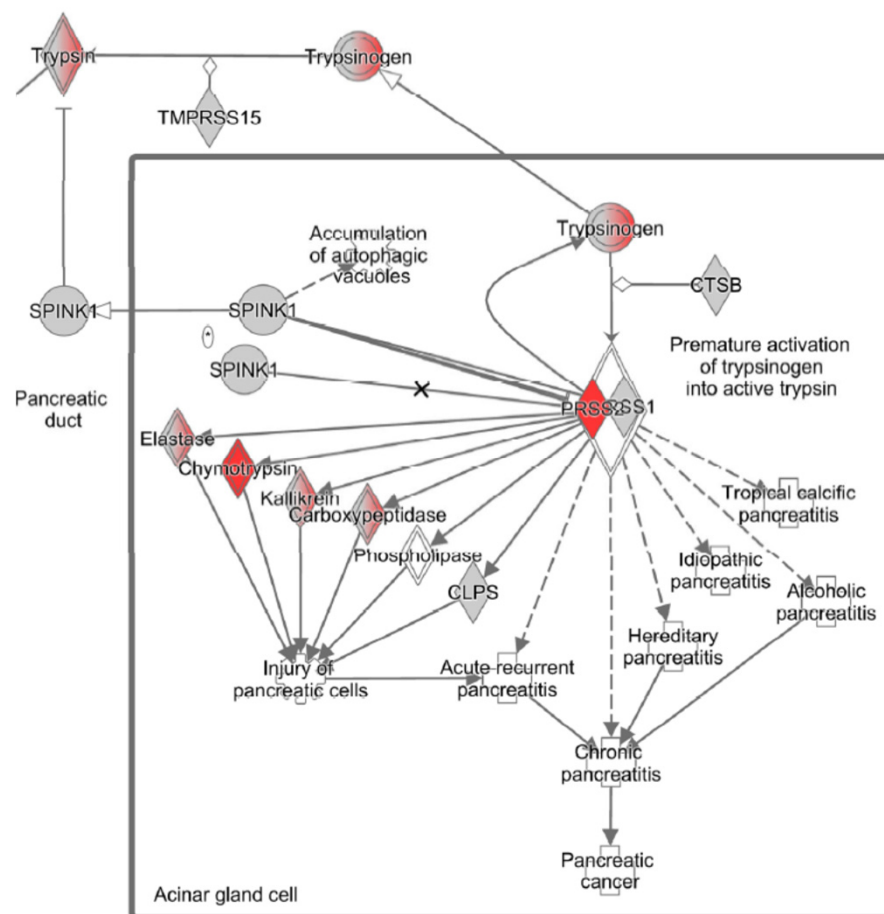 Trypsin
Trypsinogen
TMPRSS15
Trypsinogen
Accumulation
of autophagic
vacuoles
CTSB
SPINK1
SPINK1
SPINK1
Premature activation
of trypsinogen
into active trypsin
Pancreatic
duct
PRSS2
SS1
Elastase
Chymotrypsin
Kallikrein
Carboxypeptidase
Phospholipase
CLPS
Tropical calcific
pancreatitis
Idiopathic
pancreatitis
Alcoholic
pancreatitis
Hereditary
pancreatitis
Injury of
pancreatic cells
Acute recurrent
pancreatitis
Chronic
pancreatitis
Pancreatic
cancer
Acinar gland cell